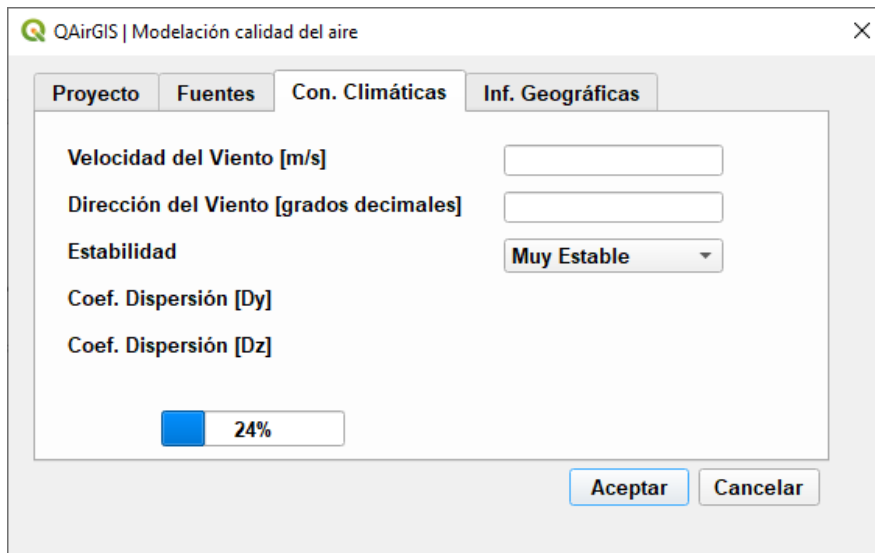 QAirGIS | Modelación calidad del aire
Proyecto Fuentes Con. Climáticas Inf. Geográficas
Velocidad del Viento [m/s]
Dirección del Viento [grados decimales]
Estabilidad Muy Estable
Coef. Dispersión [Dy]
Coef. Dispersión [Dz]
24%
Aceptar Cancelar